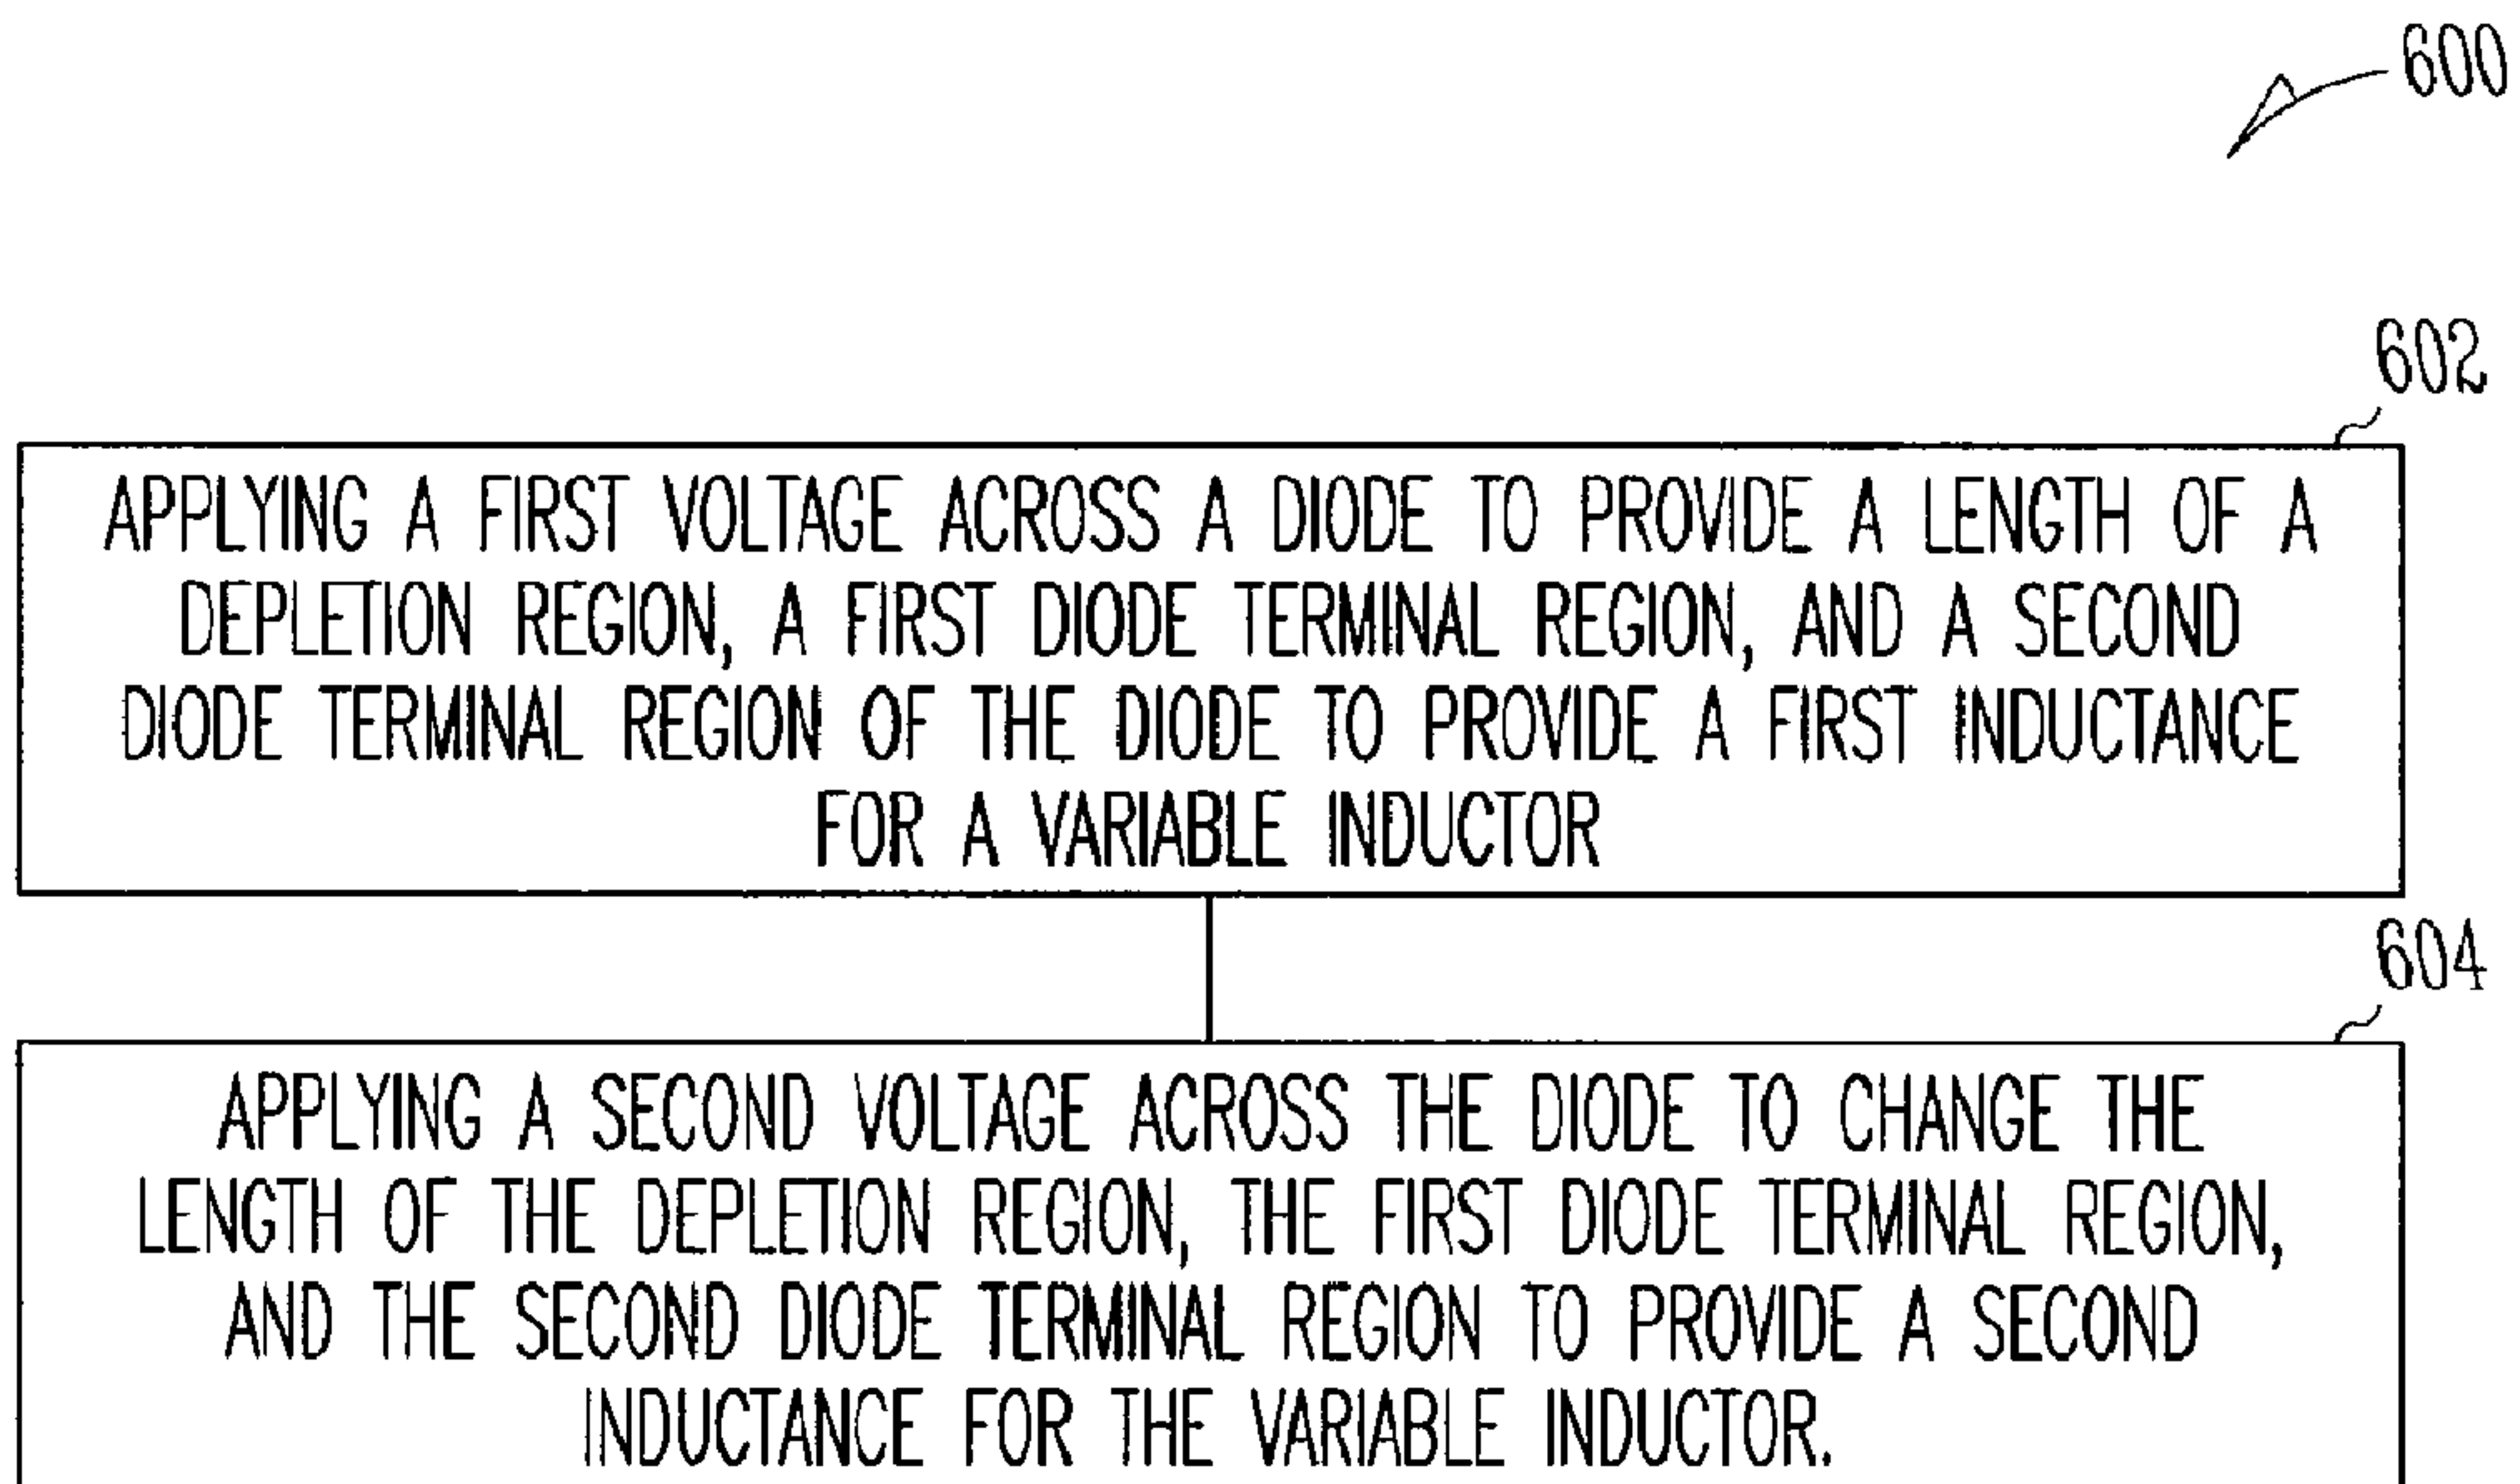 600
602
APPLYING A FIRST VOLTAGE ACROSS A DIODE TO PROVIDE A LENGTH OF A
DEPLETION REGION, A FIRST DIODE TERMINAL REGION, AND A SECOND
DIODE TERMINAL REGION OF THE DIODE TO PROVIDE A FIRST INDUCTANCE
FOR A VARIABLE INDUCTOR
604
APPLYING A SECOND VOLTAGE ACROSS THE DIODE TO CHANGE THE
LENGTH OF THE DEPLETION REGION, THE FIRST DIODE TERMINAL REGION,
AND THE SECOND DIODE TERMINAL REGION TO PROVIDE A SECOND
INDUCTANCE FOR THE VARIABLE INDUCTOR.